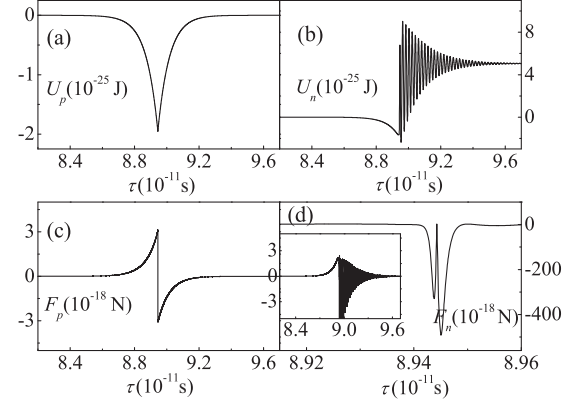 (a)
0
-1
-2
U_p(10^-25 J)
8.4 8.8 9.2 9.6
τ(10^-11 s)
(b)
8
4
0
U_n(10^-25 J)
8.4 8.8 9.2 9.6
τ(10^-11 s)
(c)
3
0
-3
F_p(10^-18 N)
8.4 8.8 9.2 9.6
τ(10^-11 s)
(d)
0
-200
-400
3
0
-3
8.4 9.0 9.6
F_n(10^-18 N)
8.92 8.94 8.96
τ(10^-11 s)